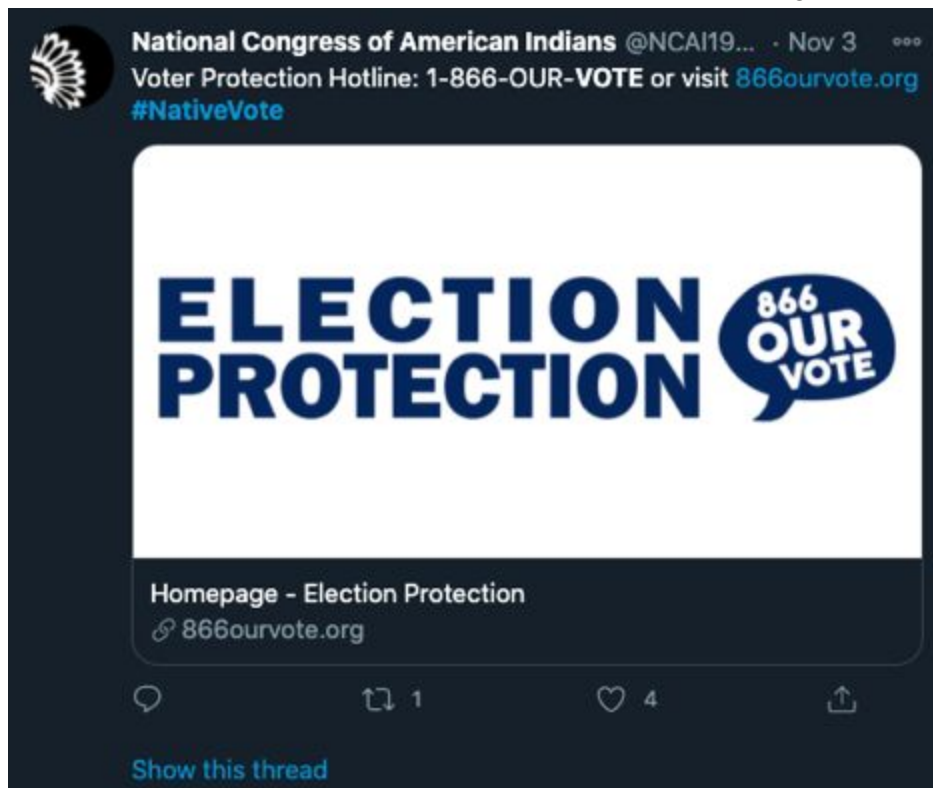 National Congress of American Indians @NCAI19... · Nov 3
Voter Protection Hotline: 1-866-OUR-VOTE or visit 866ourvote.org
#NativeVote
ELECTION
PROTECTION
866
OUR
VOTE
Homepage - Election Protection
866ourvote.org
1 4
Show this thread